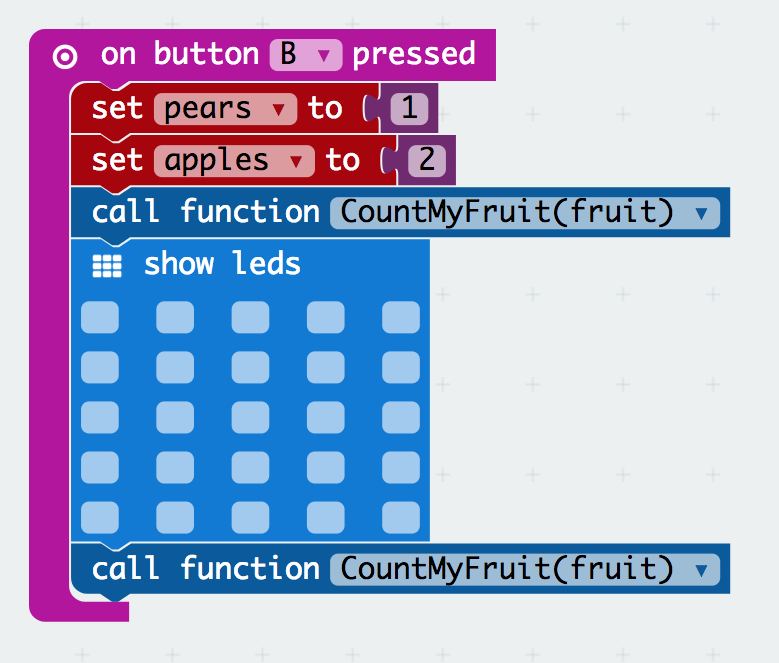 on button B pressed
set pears to 1
set apples to 2
call function CountMyFruit(fruit)
show leds
call function CountMyFruit(fruit)